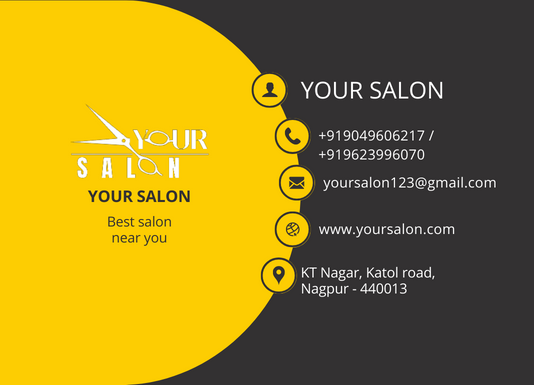 YOUR
SALON
YOUR SALON
Best salon
near you
YOUR SALON
+919049606217 /
+919623996070
yoursalon123@gmail.com
www.yoursalon.com
KT Nagar, Katol road,
Nagpur - 440013